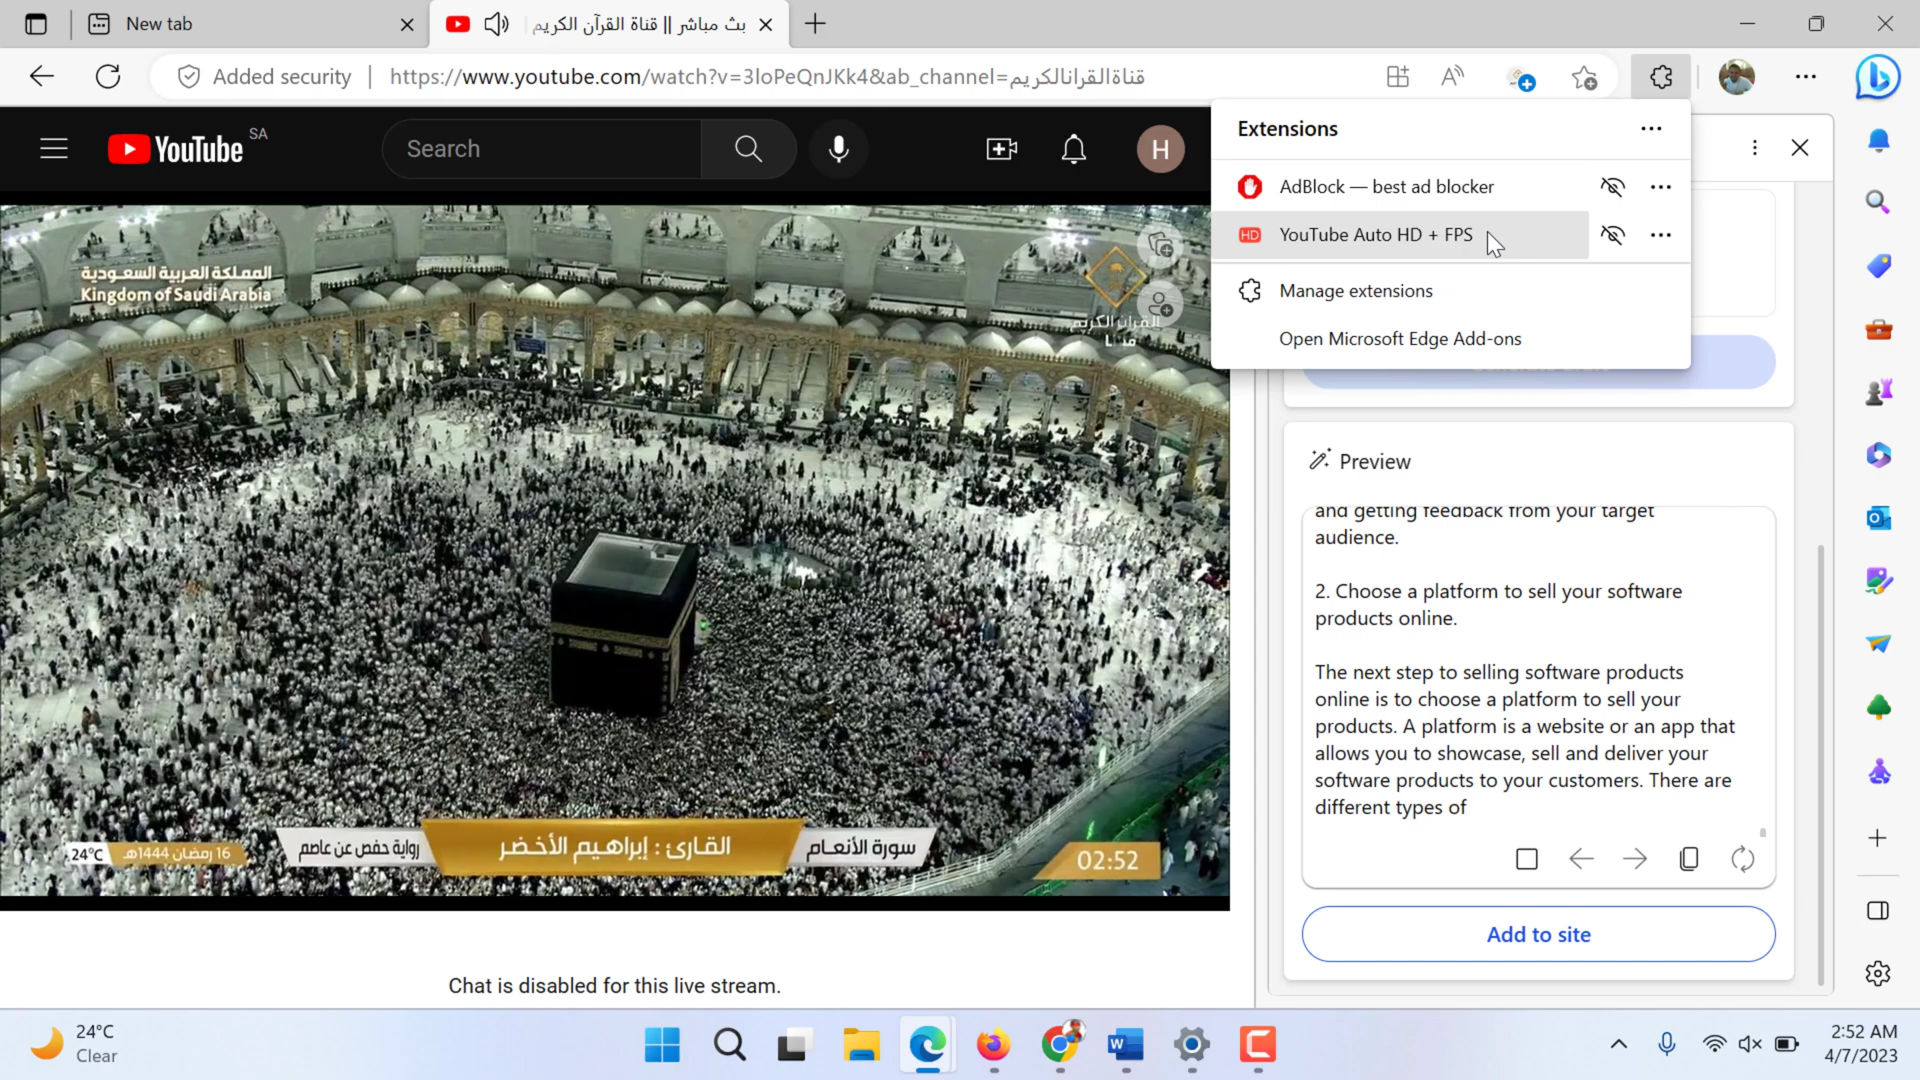 New tab
بث مباشر || قناة القرآن الكريم
Added security
https://www.youtube.com/watch?v=3loPeQnJKk4&ab_channel=قناةالقرانالكريم
YouTube SA
Search
H
Extensions
AdBlock — best ad blocker
HD YouTube Auto HD + FPS
Manage extensions
Open Microsoft Edge Add-ons
المملكة العربية السعودية
Kingdom of Saudi Arabia
القرآن الكريم
Preview
and getting feedback from your target
audience.
2. Choose a platform to sell your software
products online.
The next step to selling software products
online is to choose a platform to sell your
products. A platform is a website or an app that
allows you to showcase, sell and deliver your
software products to your customers. There are
different types of
Add to site
24°C
16 رمضان 1444هـ
رواية حفص عن عاصم
القارئ : إبراهيم الأخضر
سورة الأنعام
02:52
Chat is disabled for this live stream.
24°C
Clear
2:52 AM
4/7/2023